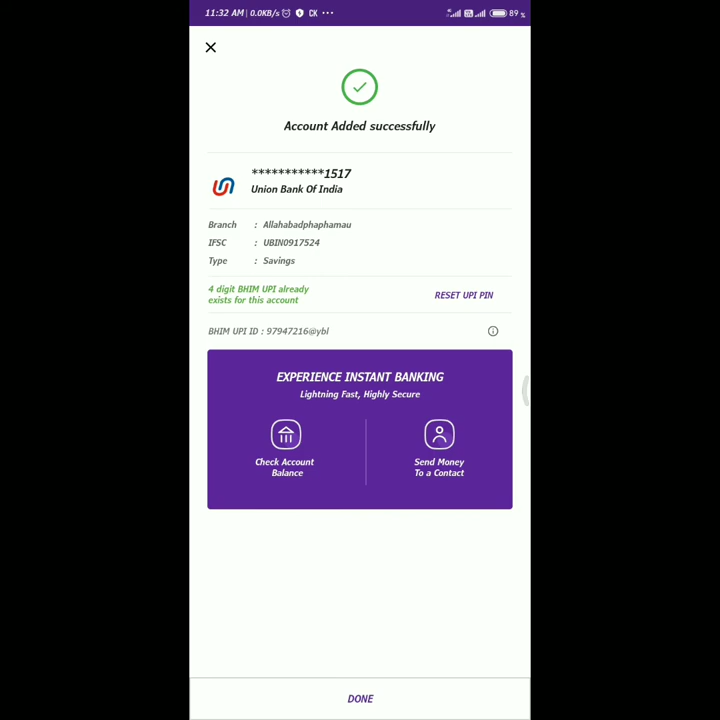 11:32 AM | 0.0KB/s CK ...
89 %
Account Added successfully
***********1517
Union Bank Of India
Branch : Allahabadphaphamau
IFSC : UBIN0917524
Type : Savings
4 digit BHIM UPI already
exists for this account
RESET UPI PIN
BHIM UPI ID : 97947216@ybl
EXPERIENCE INSTANT BANKING
Lightning Fast, Highly Secure
Check Account
Balance
Send Money
To a Contact
DONE